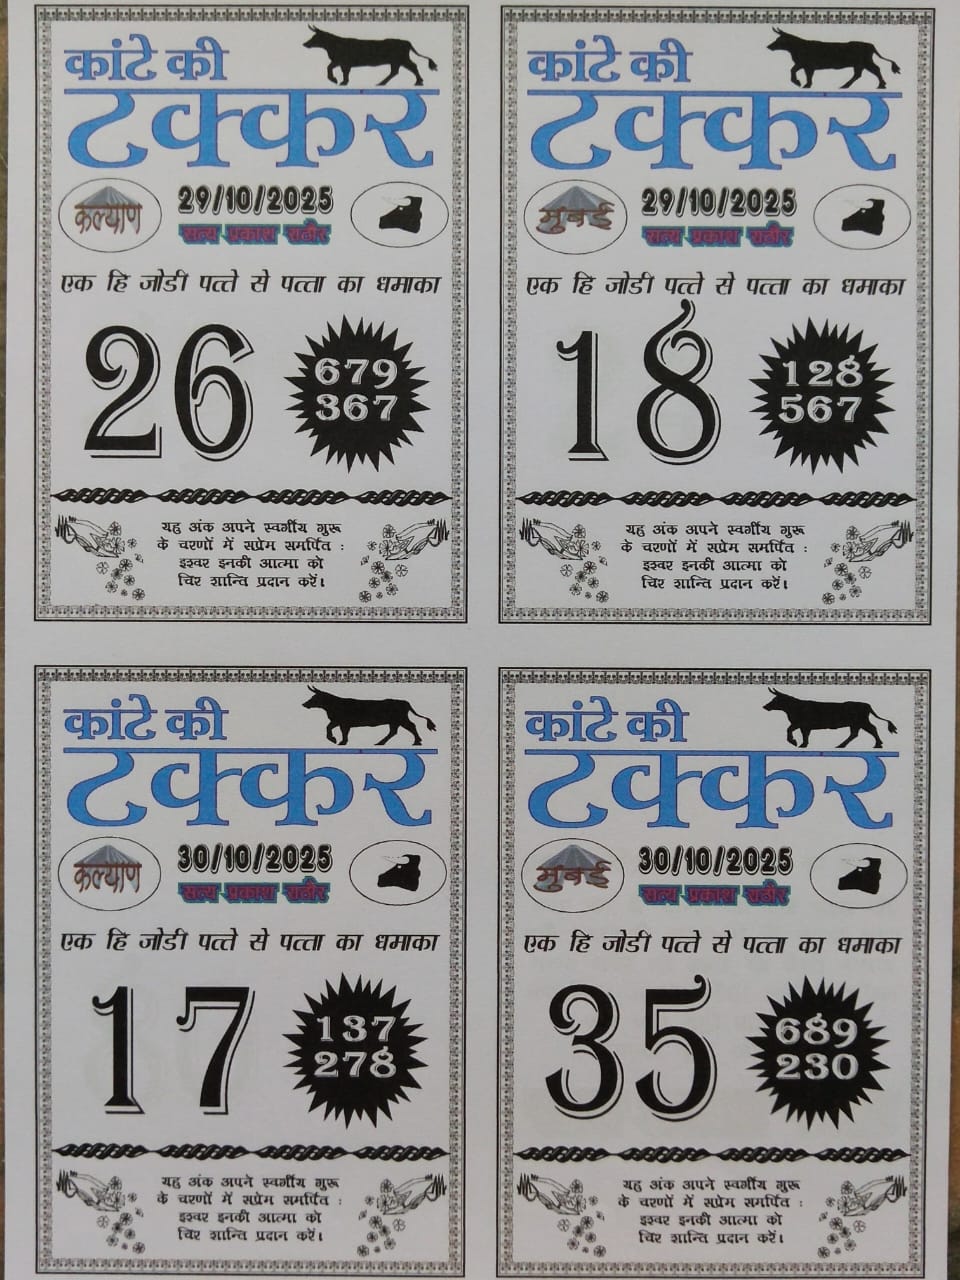 कांटे की
टक्कर
कल्याण
29/10/2025
सत्य प्रकाश राठौर
एक हि जोडी पत्ते से पत्ता का धमाका
26
679
367
यह अंक अपने स्वर्गीय गुरू
के चरणों में सप्रेम समर्पित :
इश्वर इनकी आत्मा को
चिर शान्ति प्रदान करें।
कांटे की
टक्कर
मुंबई
29/10/2025
सत्य प्रकाश राठौर
एक हि जोडी पत्ते से पत्ता का धमाका
18
128
567
यह अंक अपने स्वर्गीय गुरू
के चरणों में सप्रेम समर्पित :
इश्वर इनकी आत्मा को
चिर शान्ति प्रदान करें।
कांटे की
टक्कर
कल्याण
30/10/2025
सत्य प्रकाश राठौर
एक हि जोडी पत्ते से पत्ता का धमाका
17
137
278
यह अंक अपने स्वर्गीय गुरू
के चरणों में सप्रेम समर्पित :
इश्वर इनकी आत्मा को
चिर शान्ति प्रदान करें।
कांटे की
टक्कर
मुंबई
30/10/2025
सत्य प्रकाश राठौर
एक हि जोडी पत्ते से पत्ता का धमाका
35
689
230
यह अंक अपने स्वर्गीय गुरू
के चरणों में सप्रेम समर्पित :
इश्वर इनकी आत्मा को
चिर शान्ति प्रदान करें।